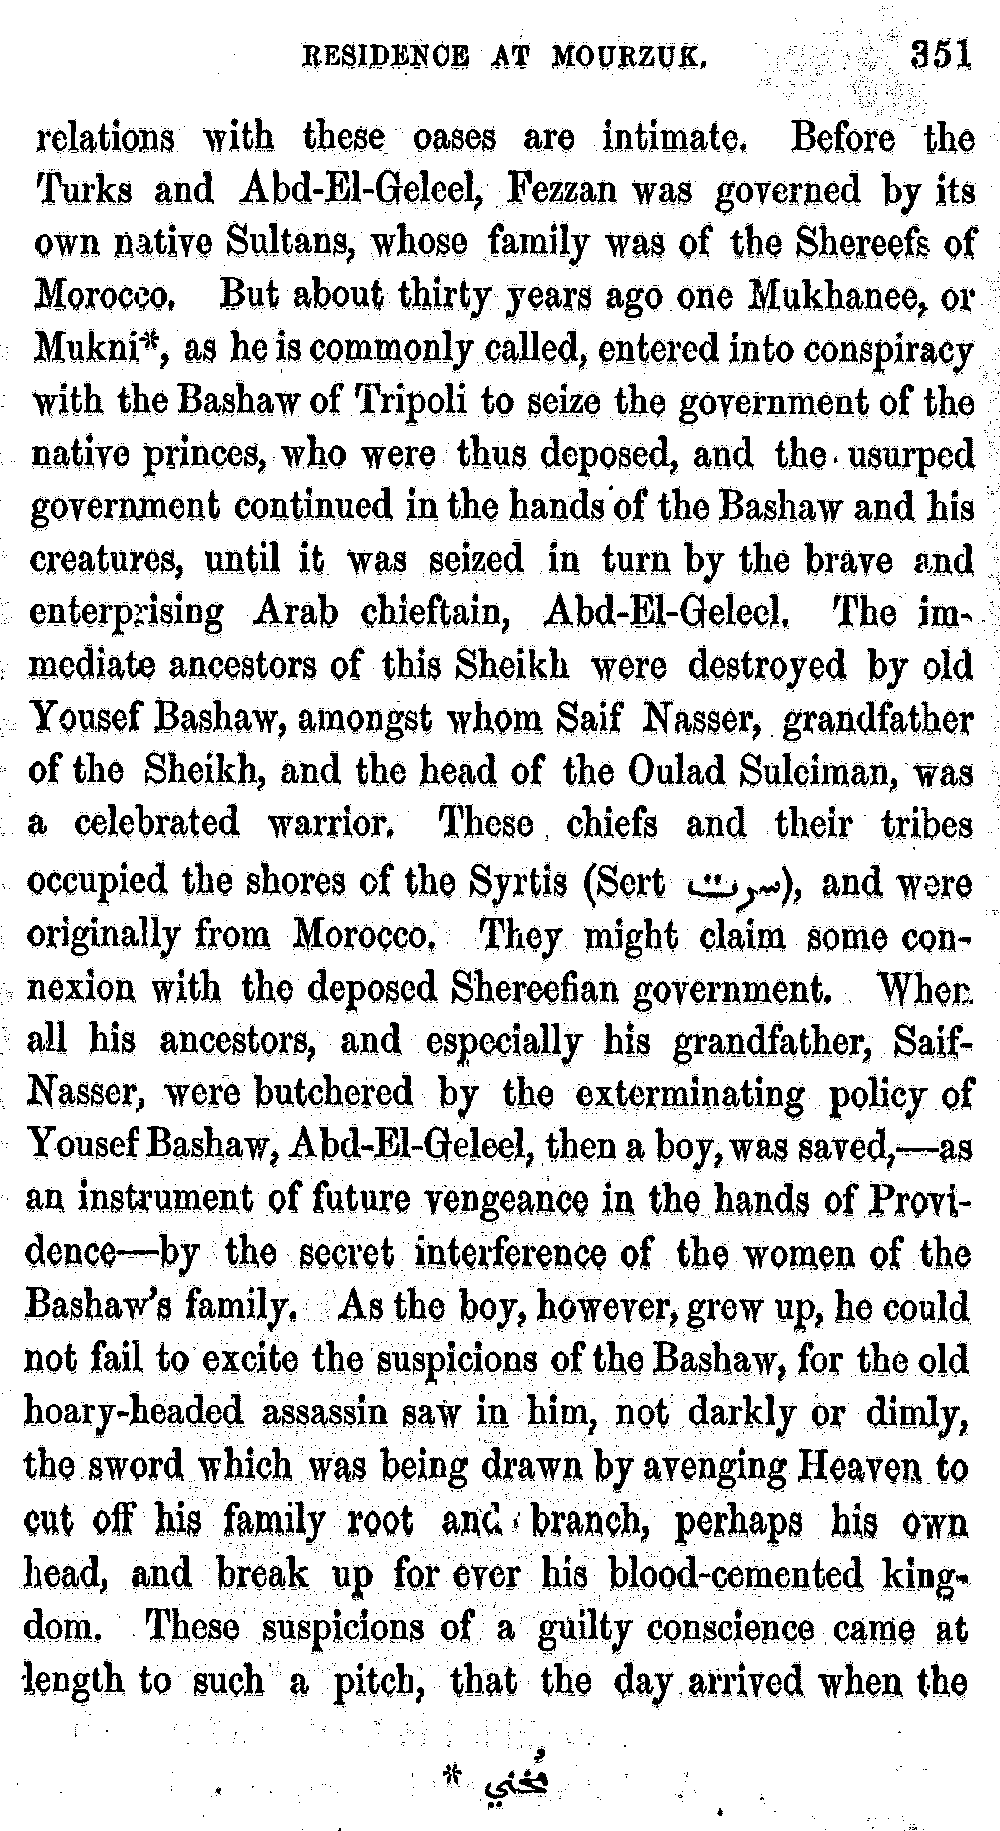 RESIDENCE AT MOURZUK. 351
relations with these oases are intimate. Before the
Turks and Abd-El-Geleel, Fezzan was governed by its
own native Sultans, whose family was of the Shereefs of
Morocco. But about thirty years ago one Mukhanee, or
Mukni*, as he is commonly called, entered into conspiracy
with the Bashaw of Tripoli to seize the government of the
native princes, who were thus deposed, and the usurped
government continued in the hands of the Bashaw and his
creatures, until it was seized in turn by the brave and
enterprising Arab chieftain, Abd-El-Geleel. The im-
mediate ancestors of this Sheikh were destroyed by old
Yousef Bashaw, amongst whom Saif Nasser, grandfather
of the Sheikh, and the head of the Oulad Suleiman, was
a celebrated warrior. These chiefs and their tribes
occupied the shores of the Syrtis (Sert سرت), and were
originally from Morocco. They might claim some con-
nexion with the deposed Shereefian government. When
all his ancestors, and especially his grandfather, Saif-
Nasser, were butchered by the exterminating policy of
Yousef Bashaw, Abd-El-Geleel, then a boy, was saved,—as
an instrument of future vengeance in the hands of Provi-
dence—by the secret interference of the women of the
Bashaw's family. As the boy, however, grew up, he could
not fail to excite the suspicions of the Bashaw, for the old
hoary-headed assassin saw in him, not darkly or dimly,
the sword which was being drawn by avenging Heaven to
cut off his family root and branch, perhaps his own
head, and break up for ever his blood-cemented king-
dom. These suspicions of a guilty conscience came at
length to such a pitch, that the day arrived when the
* مُخني